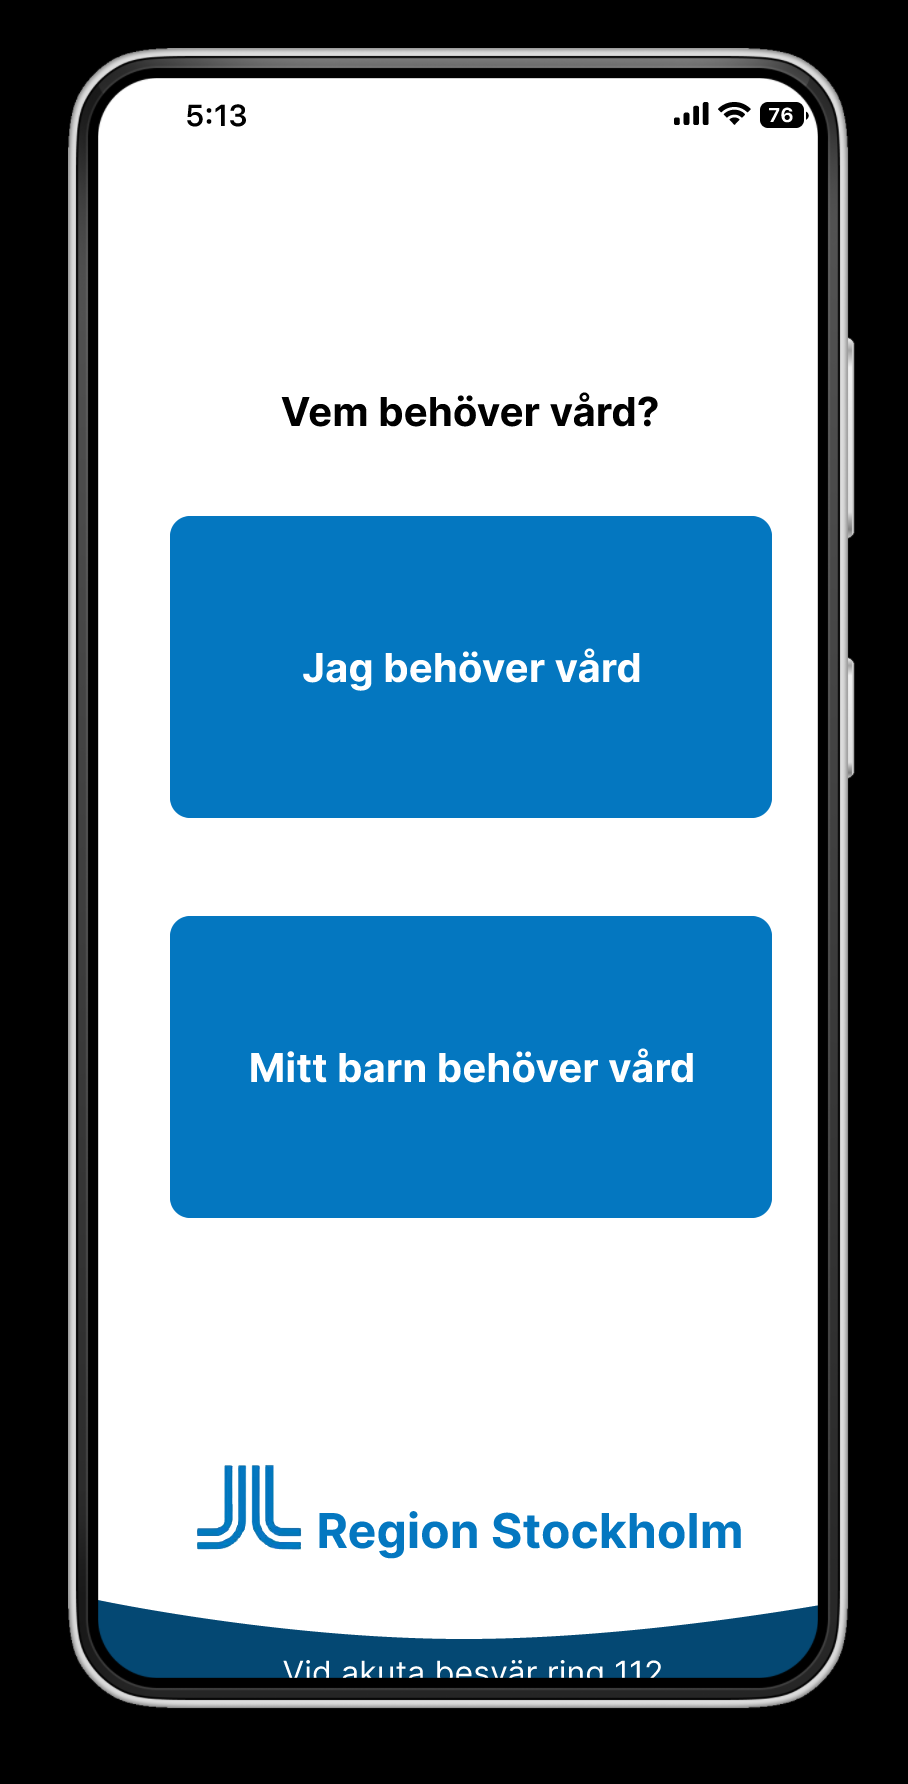 5:13
76
Vem behöver vård?
Jag behöver vård
Mitt barn behöver vård
Region Stockholm
Vid akuta besvär ring 112